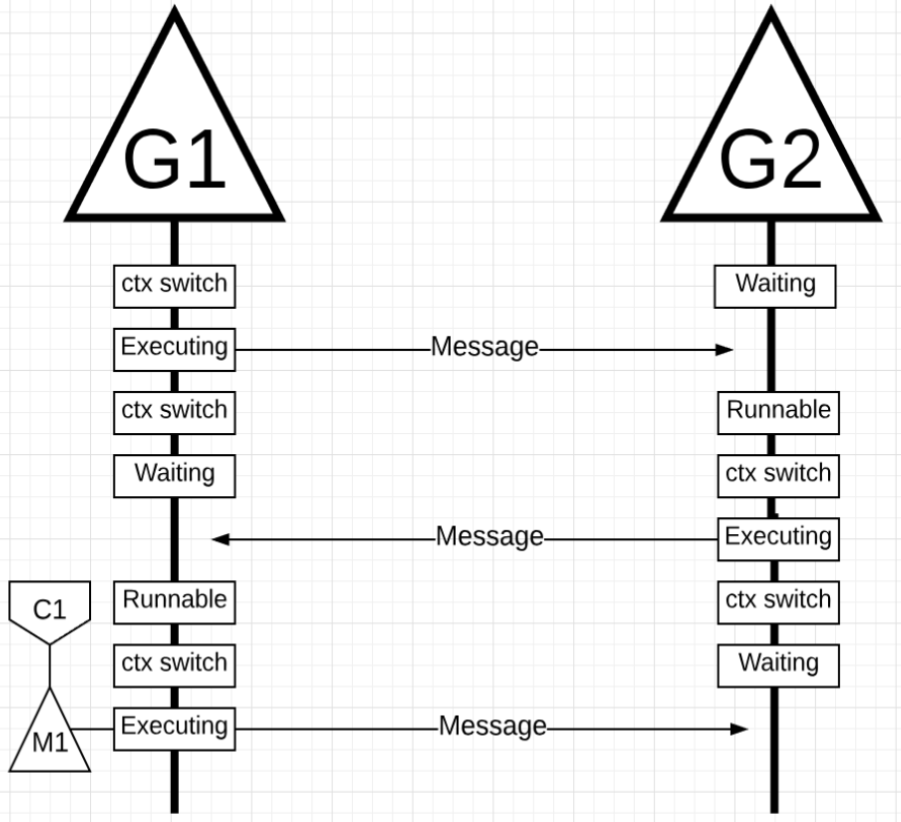 G1
G2
ctx switch
Waiting
Executing
Message
ctx switch
Runnable
Waiting
ctx switch
Message
Executing
C1
Runnable
ctx switch
ctx switch
Waiting
M1
Executing
Message